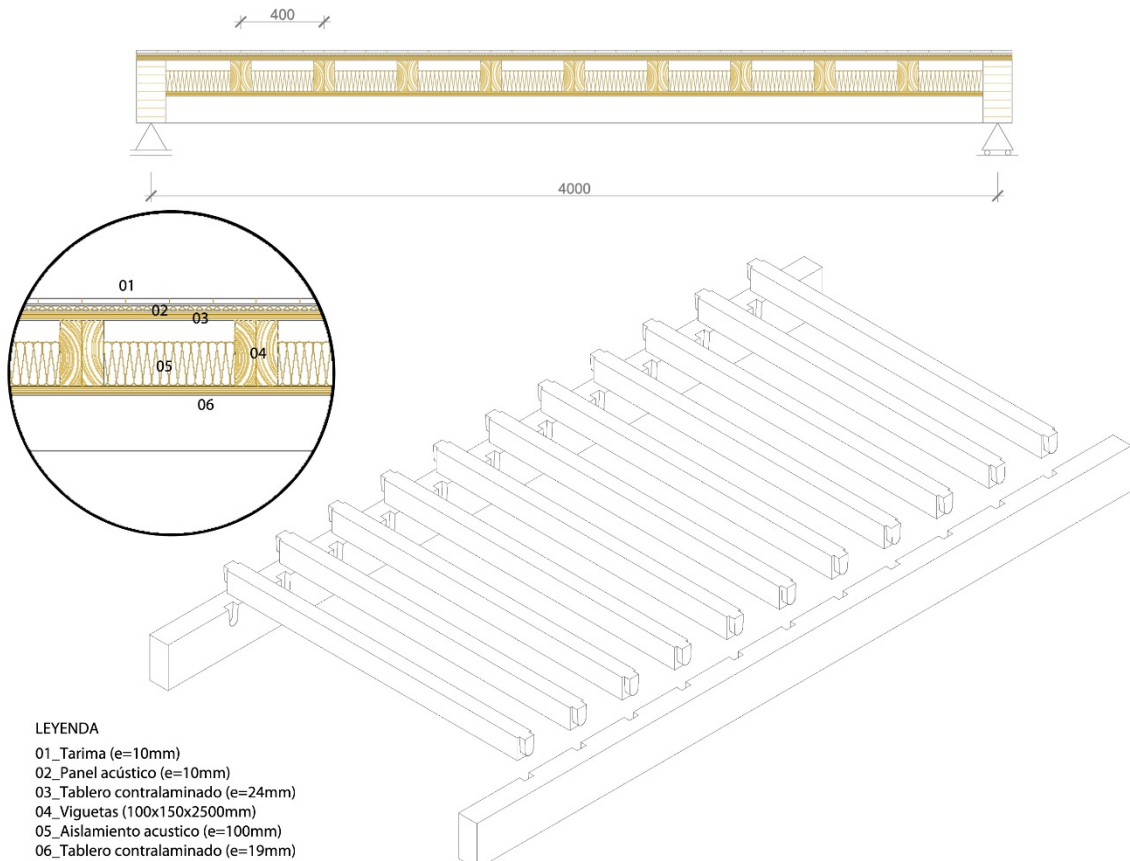 400
4000
01
02
03
04
05
06
LEYENDA
01_Tarima (e=10mm)
02_Panel acústico (e=10mm)
03_Tablero contralaminado (e=24mm)
04_Viguetas (100x150x2500mm)
05_Aislamiento acustico (e=100mm)
06_Tablero contralaminado (e=19mm)